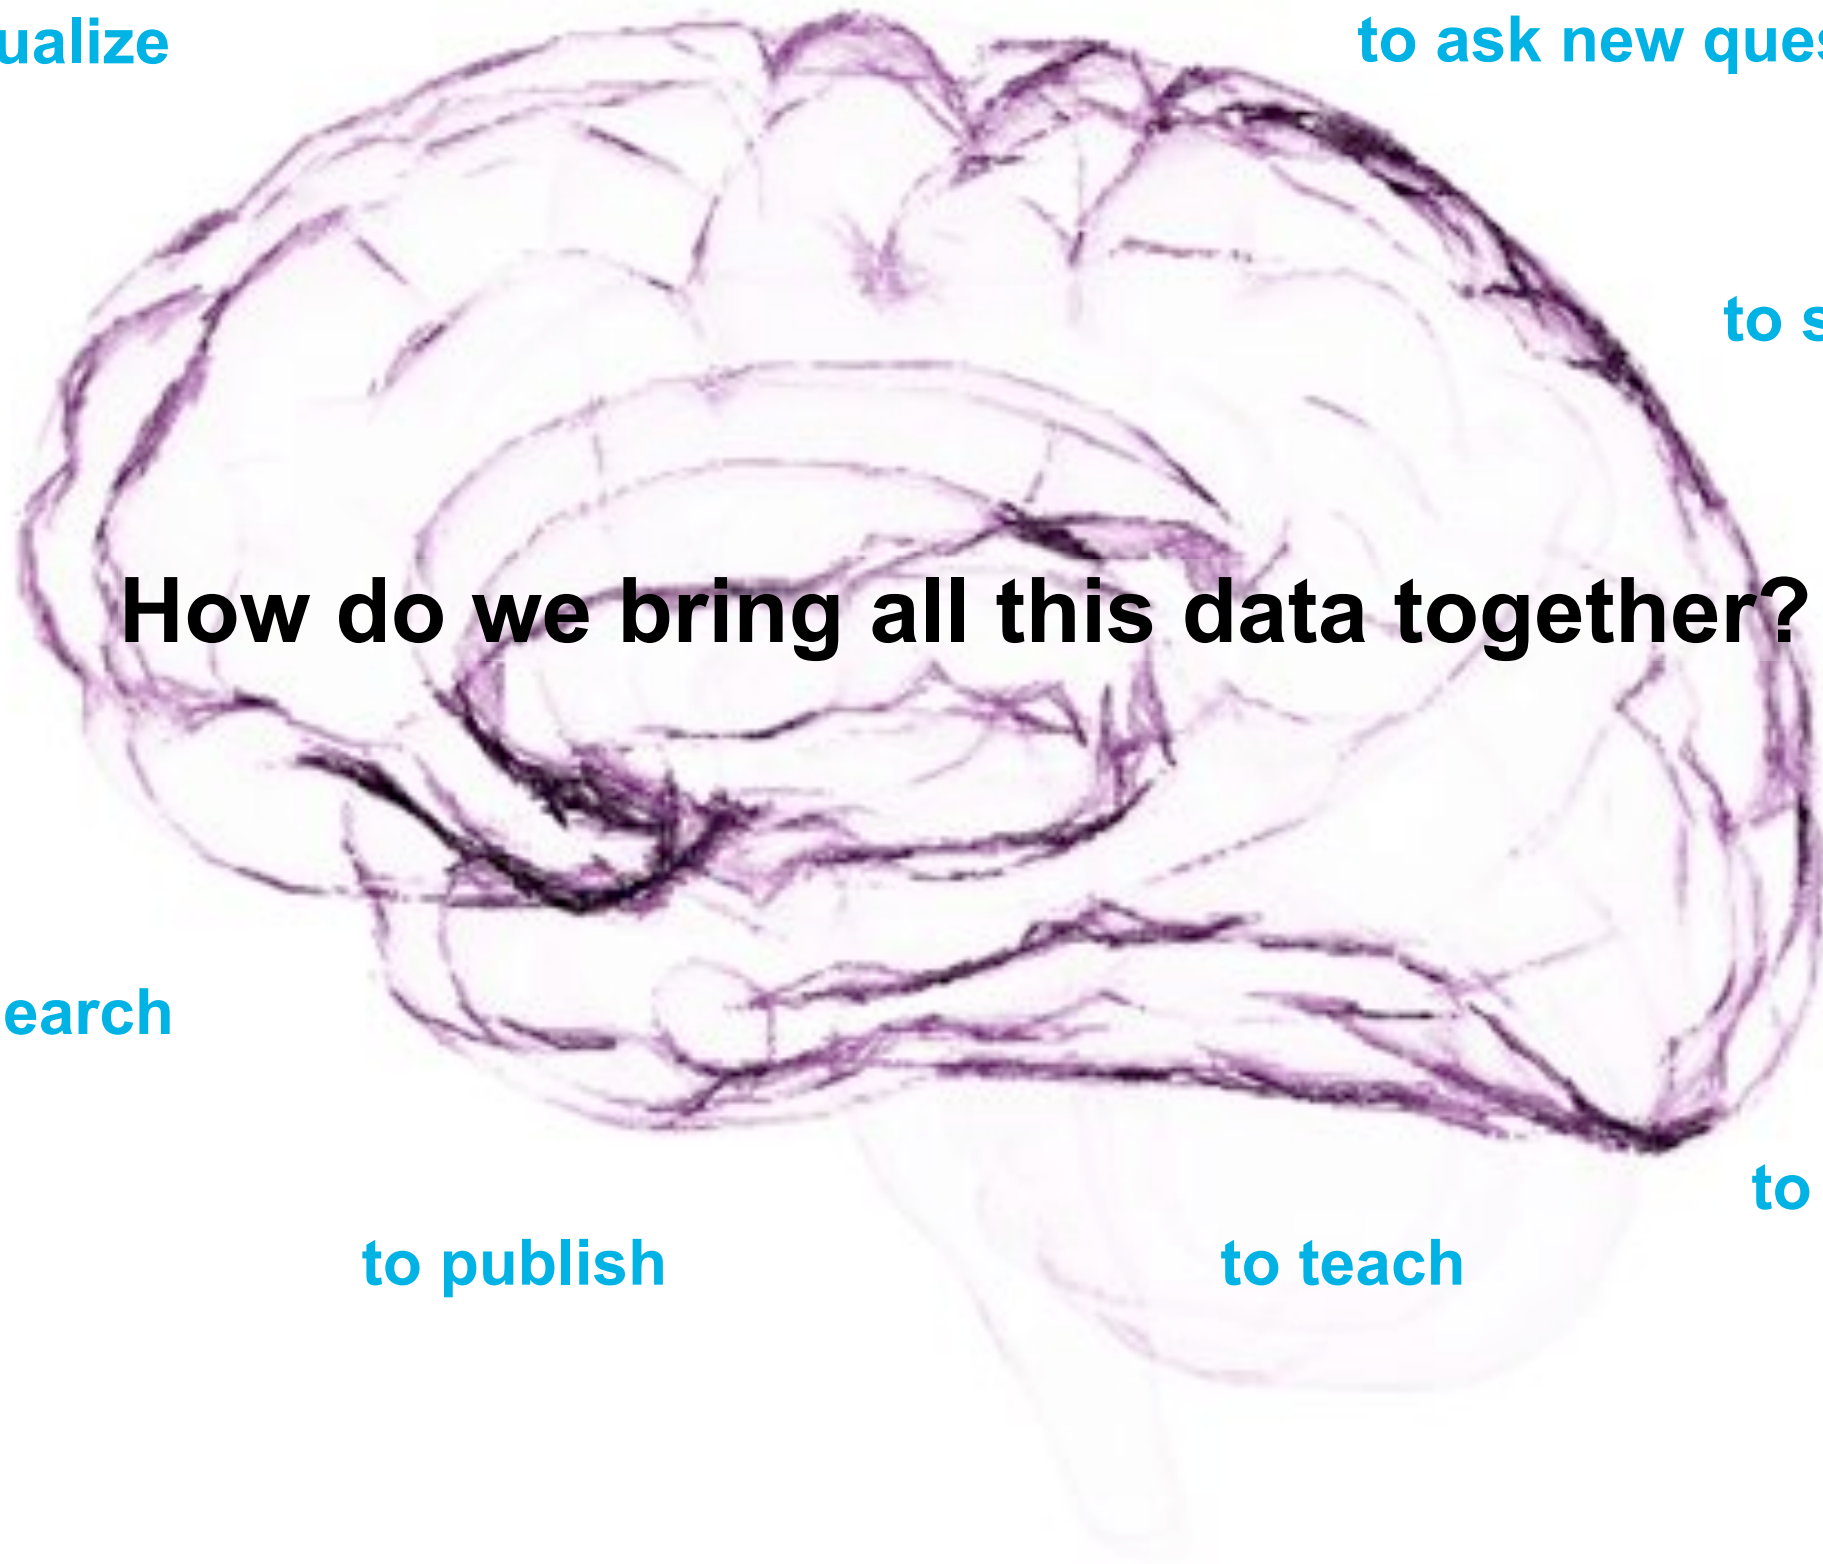 ualize
to ask new ques
to s
How do we bring all this data together?
earch
to
to publish
to teach